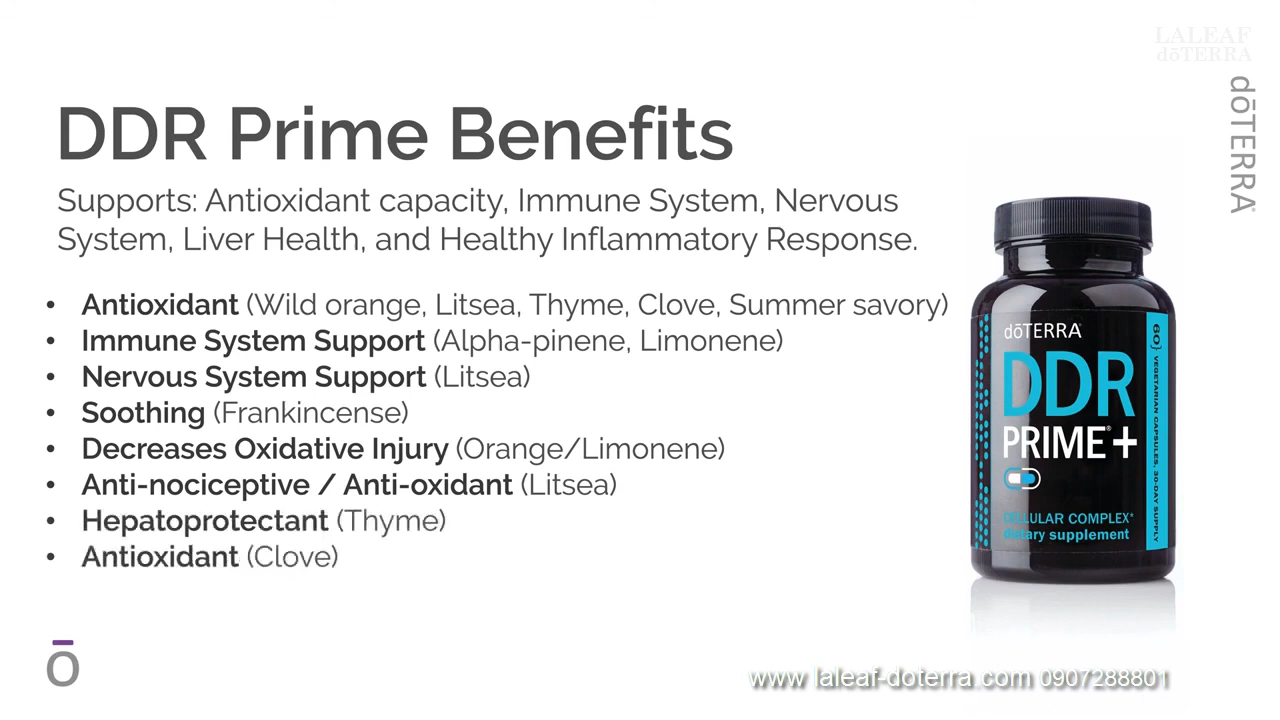 LALEAF
dōTERRA
dōTERRA
DDR Prime Benefits
Supports: Antioxidant capacity, Immune System, Nervous
System, Liver Health, and Healthy Inflammatory Response.
• Antioxidant (Wild orange, Litsea, Thyme, Clove, Summer savory)
• Immune System Support (Alpha-pinene, Limonene)
• Nervous System Support (Litsea)
• Soothing (Frankincense)
• Decreases Oxidative Injury (Orange/Limonene)
• Anti-nociceptive / Anti-oxidant (Litsea)
• Hepatoprotectant (Thyme)
• Antioxidant (Clove)
dōTERRA
DDR
PRIME®+
CELLULAR COMPLEX*
dietary supplement
60} VEGETARIAN CAPSULES, 30-DAY SUPPLY
ō
www laleaf-doterra.com 0907288801